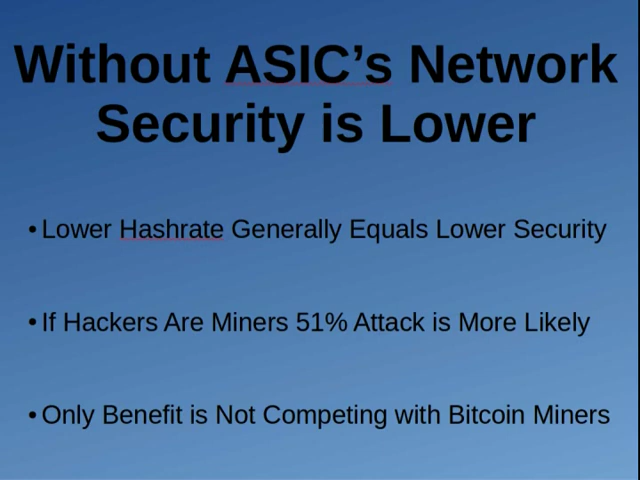 Without ASIC’s Network
Security is Lower
• Lower Hashrate Generally Equals Lower Security
• If Hackers Are Miners 51% Attack is More Likely
• Only Benefit is Not Competing with Bitcoin Miners